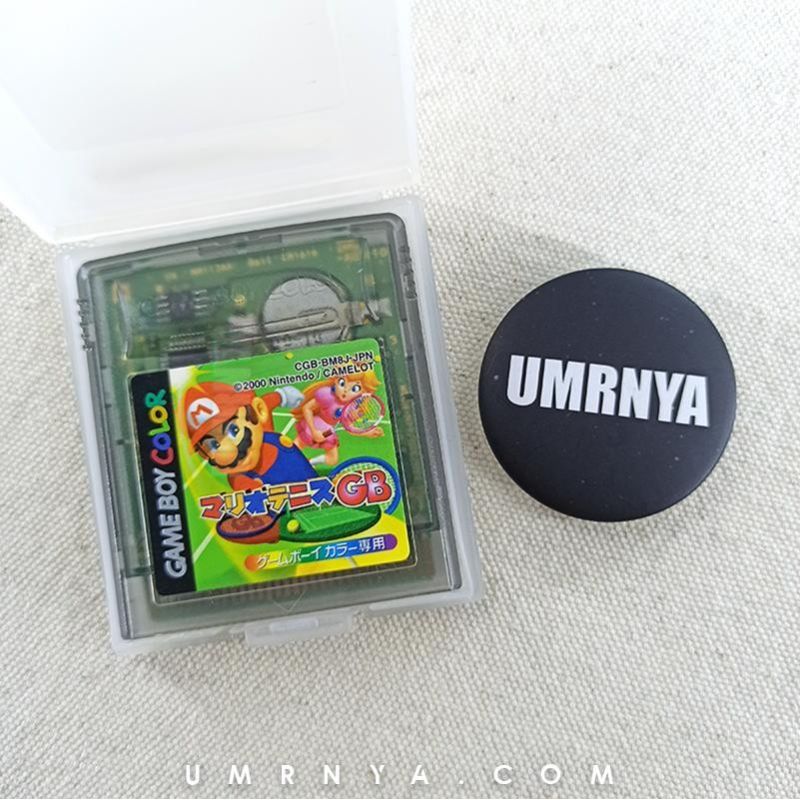 CGB-BM8J-JPN
©2000 Nintendo / CAMELOT
GAME BOY COLOR
マリオテニスGB
ゲームボーイ カラー専用
UMRNYA
UMRNYA.COM